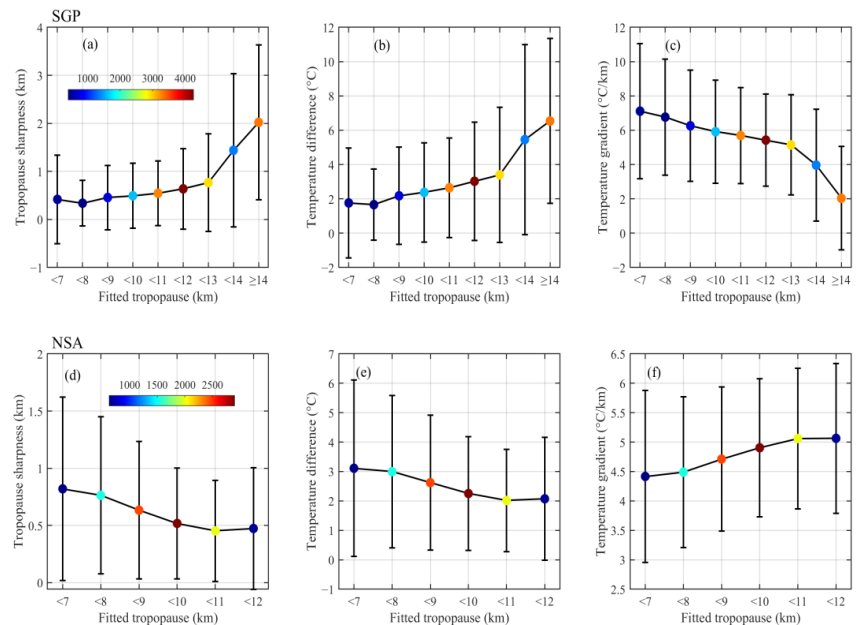 SGP
(a)
1000 2000 3000 4000
Tropopause sharpness (km)
4
3
2
1
0
−1
<7 <8 <9 <10 <11 <12 <13 <14 ≥14
Fitted tropopause (km)
(b)
Temperature difference (°C)
12
10
8
6
4
2
0
−2
<7 <8 <9 <10 <11 <12 <13 <14 ≥14
Fitted tropopause (km)
(c)
Temperature gradient (°C/km)
12
10
8
6
4
2
0
−2
<7 <8 <9 <10 <11 <12 <13 <14 ≥14
Fitted tropopause (km)
NSA
(d)
1000 1500 2000 2500
Tropopause sharpness (km)
2
1.5
1
0.5
0
<7 <8 <9 <10 <11 <12
Fitted tropopause (km)
(e)
Temperature difference (°C)
7
6
5
4
3
2
1
0
−1
<7 <8 <9 <10 <11 <12
Fitted tropopause (km)
(f)
Temperature gradient (°C/km)
6.5
6
5.5
5
4.5
4
3.5
3
2.5
<7 <8 <9 <10 <11 <12
Fitted tropopause (km)